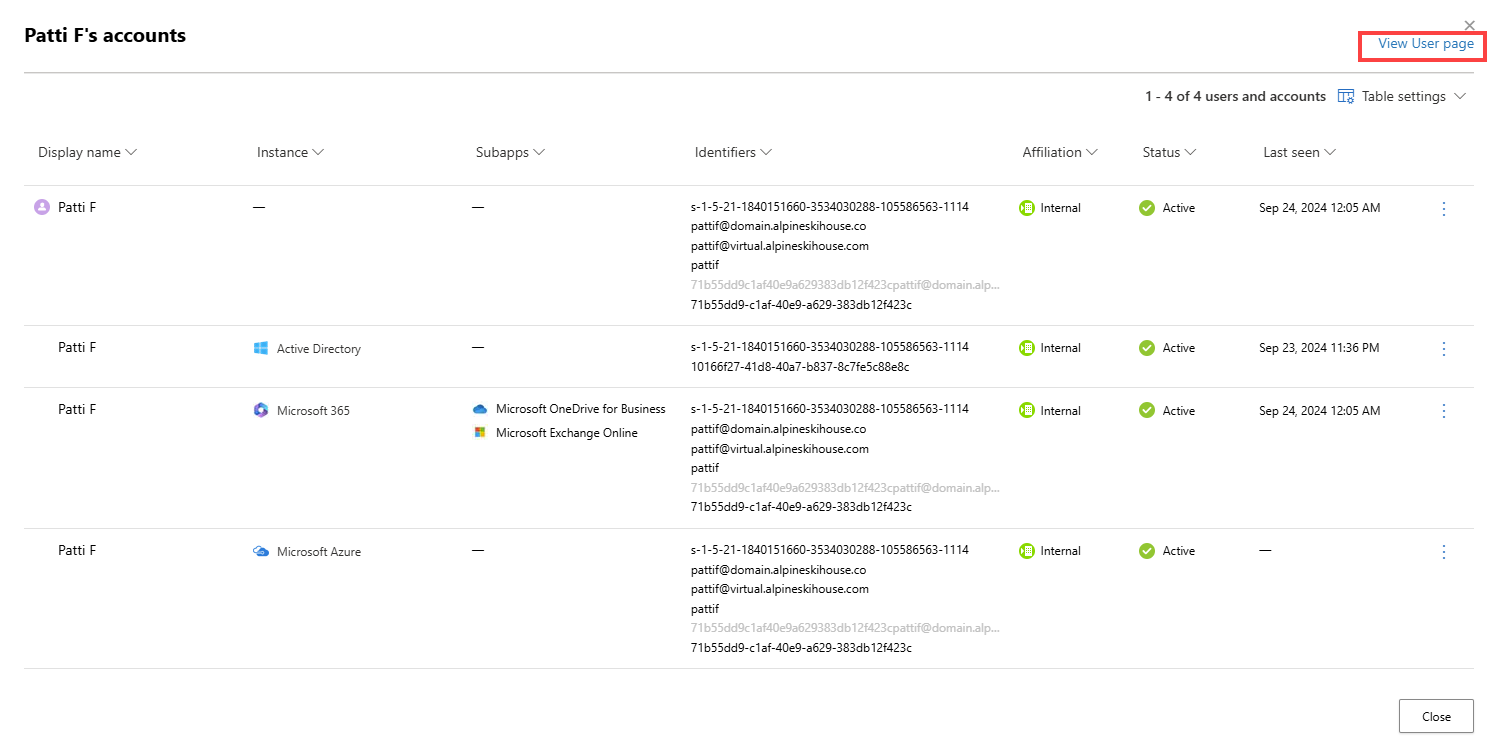 Patti F's accounts
View User page
1 - 4 of 4 users and accounts Table settings
Display name Instance Subapps Identifiers Affiliation Status Last seen
Patti F — — s-1-5-21-1840151660-3534030288-105586563-1114 Internal Active Sep 24, 2024 12:05 AM
pattif@domain.alpineskihouse.co
pattif@virtual.alpineskihouse.com
pattif
71b55dd9c1af40e9a629383db12f423cpattif@domain.alp...
71b55dd9-c1af-40e9-a629-383db12f423c
Patti F Active Directory — s-1-5-21-1840151660-3534030288-105586563-1114 Internal Active Sep 23, 2024 11:36 PM
10166f27-41d8-40a7-b837-8c7fe5c88e8c
Patti F Microsoft 365 Microsoft OneDrive for Business s-1-5-21-1840151660-3534030288-105586563-1114 Internal Active Sep 24, 2024 12:05 AM
Microsoft Exchange Online pattif@domain.alpineskihouse.co
pattif@virtual.alpineskihouse.com
pattif
71b55dd9c1af40e9a629383db12f423cpattif@domain.alp...
71b55dd9-c1af-40e9-a629-383db12f423c
Patti F Microsoft Azure — s-1-5-21-1840151660-3534030288-105586563-1114 Internal Active —
pattif@domain.alpineskihouse.co
pattif@virtual.alpineskihouse.com
pattif
71b55dd9c1af40e9a629383db12f423cpattif@domain.alp...
71b55dd9-c1af-40e9-a629-383db12f423c
Close